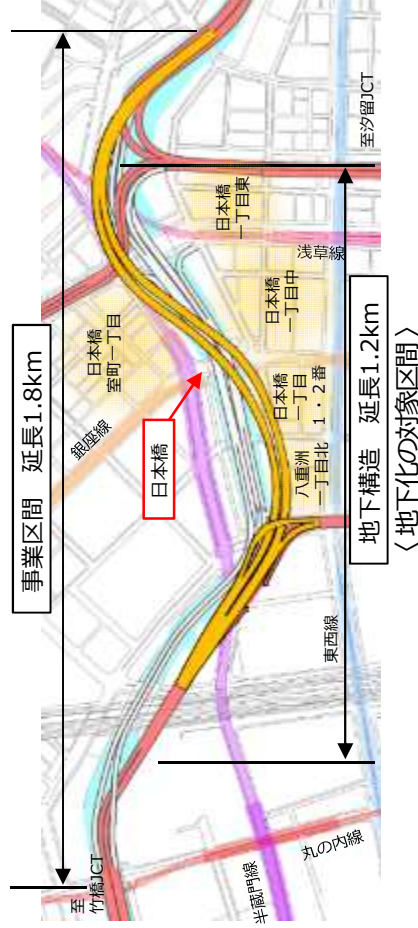 事業区間　延長1.8km
至
竹橋JCT
銀座線
日本橋
室町一丁目
日本橋
日本橋
一丁目東
浅草線
日本橋
一丁目中
日本橋
一丁目
1・2番
八重洲
一丁目北
至汐留JCT
東西線
丸の内線
半蔵門線
地下構造　延長1.2km
＜地下化の対象区間＞